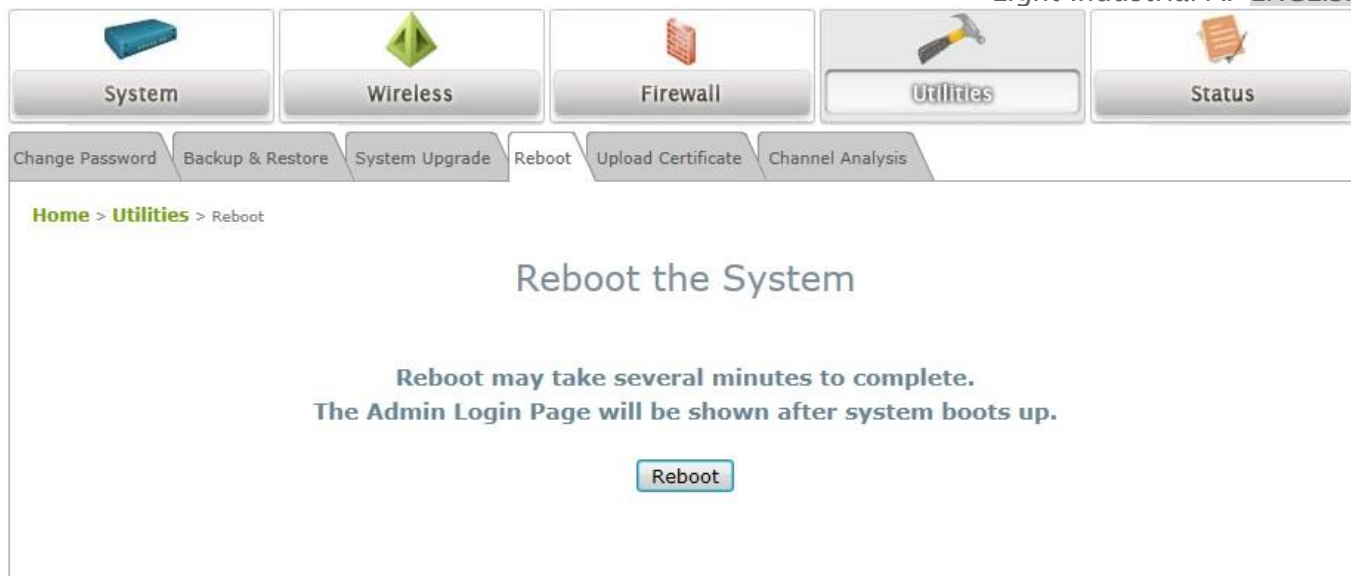 System Wireless Firewall Utilities Status
Change Password Backup & Restore System Upgrade Reboot Upload Certificate Channel Analysis
Home > Utilities > Reboot
Reboot the System
Reboot may take several minutes to complete.
The Admin Login Page will be shown after system boots up.
Reboot